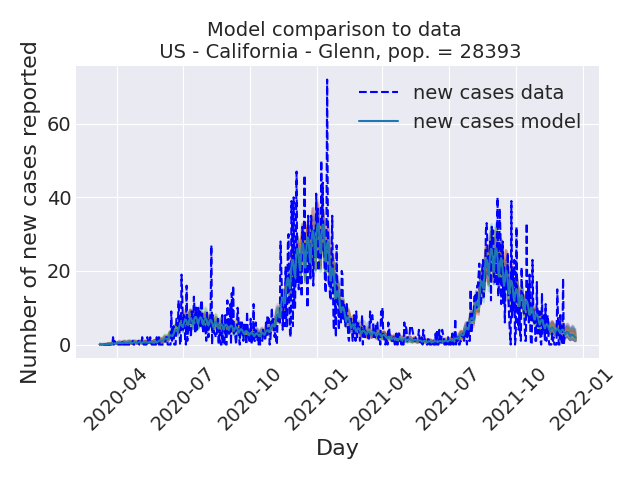 Model comparison to data
US - California - Glenn, pop. = 28393
Number of new cases reported
new cases data
new cases model
60
40
20
0
2020-04
2020-07
2020-10
2021-01
2021-04
2021-07
2021-10
2022-01
Day